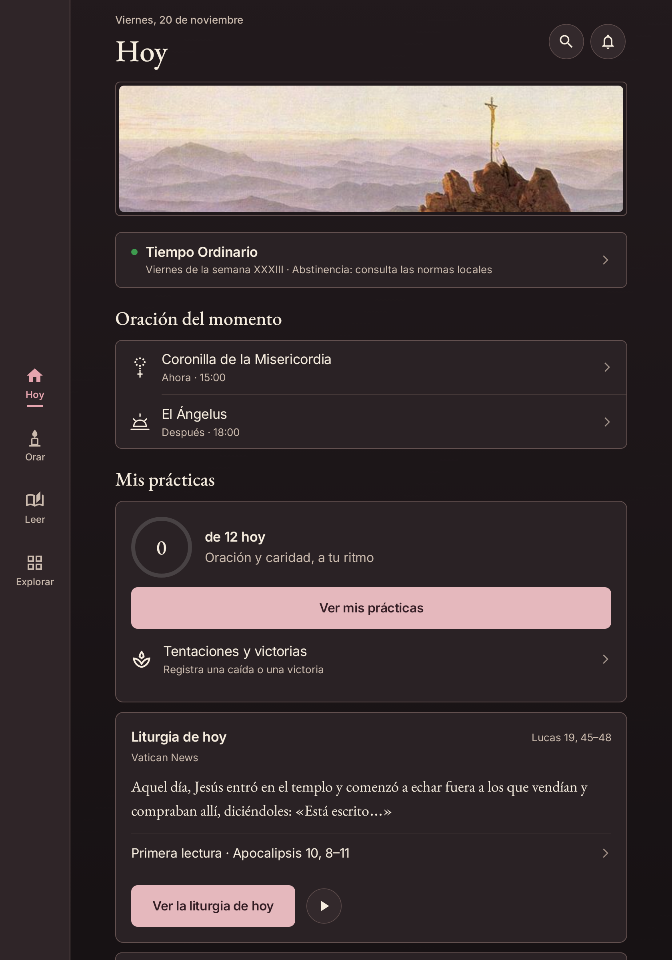 Viernes, 20 de noviembre
Hoy
Tiempo Ordinario
Viernes de la semana XXXIII · Abstinencia: consulta las normas locales
Oración del momento
Coronilla de la Misericordia
Ahora · 15:00
El Ángelus
Después · 18:00
Mis prácticas
0
de 12 hoy
Oración y caridad, a tu ritmo
Ver mis prácticas
Tentaciones y victorias
Registra una caída o una victoria
Liturgia de hoy
Lucas 19, 45–48
Vatican News
Aquel día, Jesús entró en el templo y comenzó a echar fuera a los que vendían y
compraban allí, diciéndoles: «Está escrito...»
Primera lectura · Apocalipsis 10, 8–11
Ver la liturgia de hoy
Hoy
Orar
Leer
Explorar